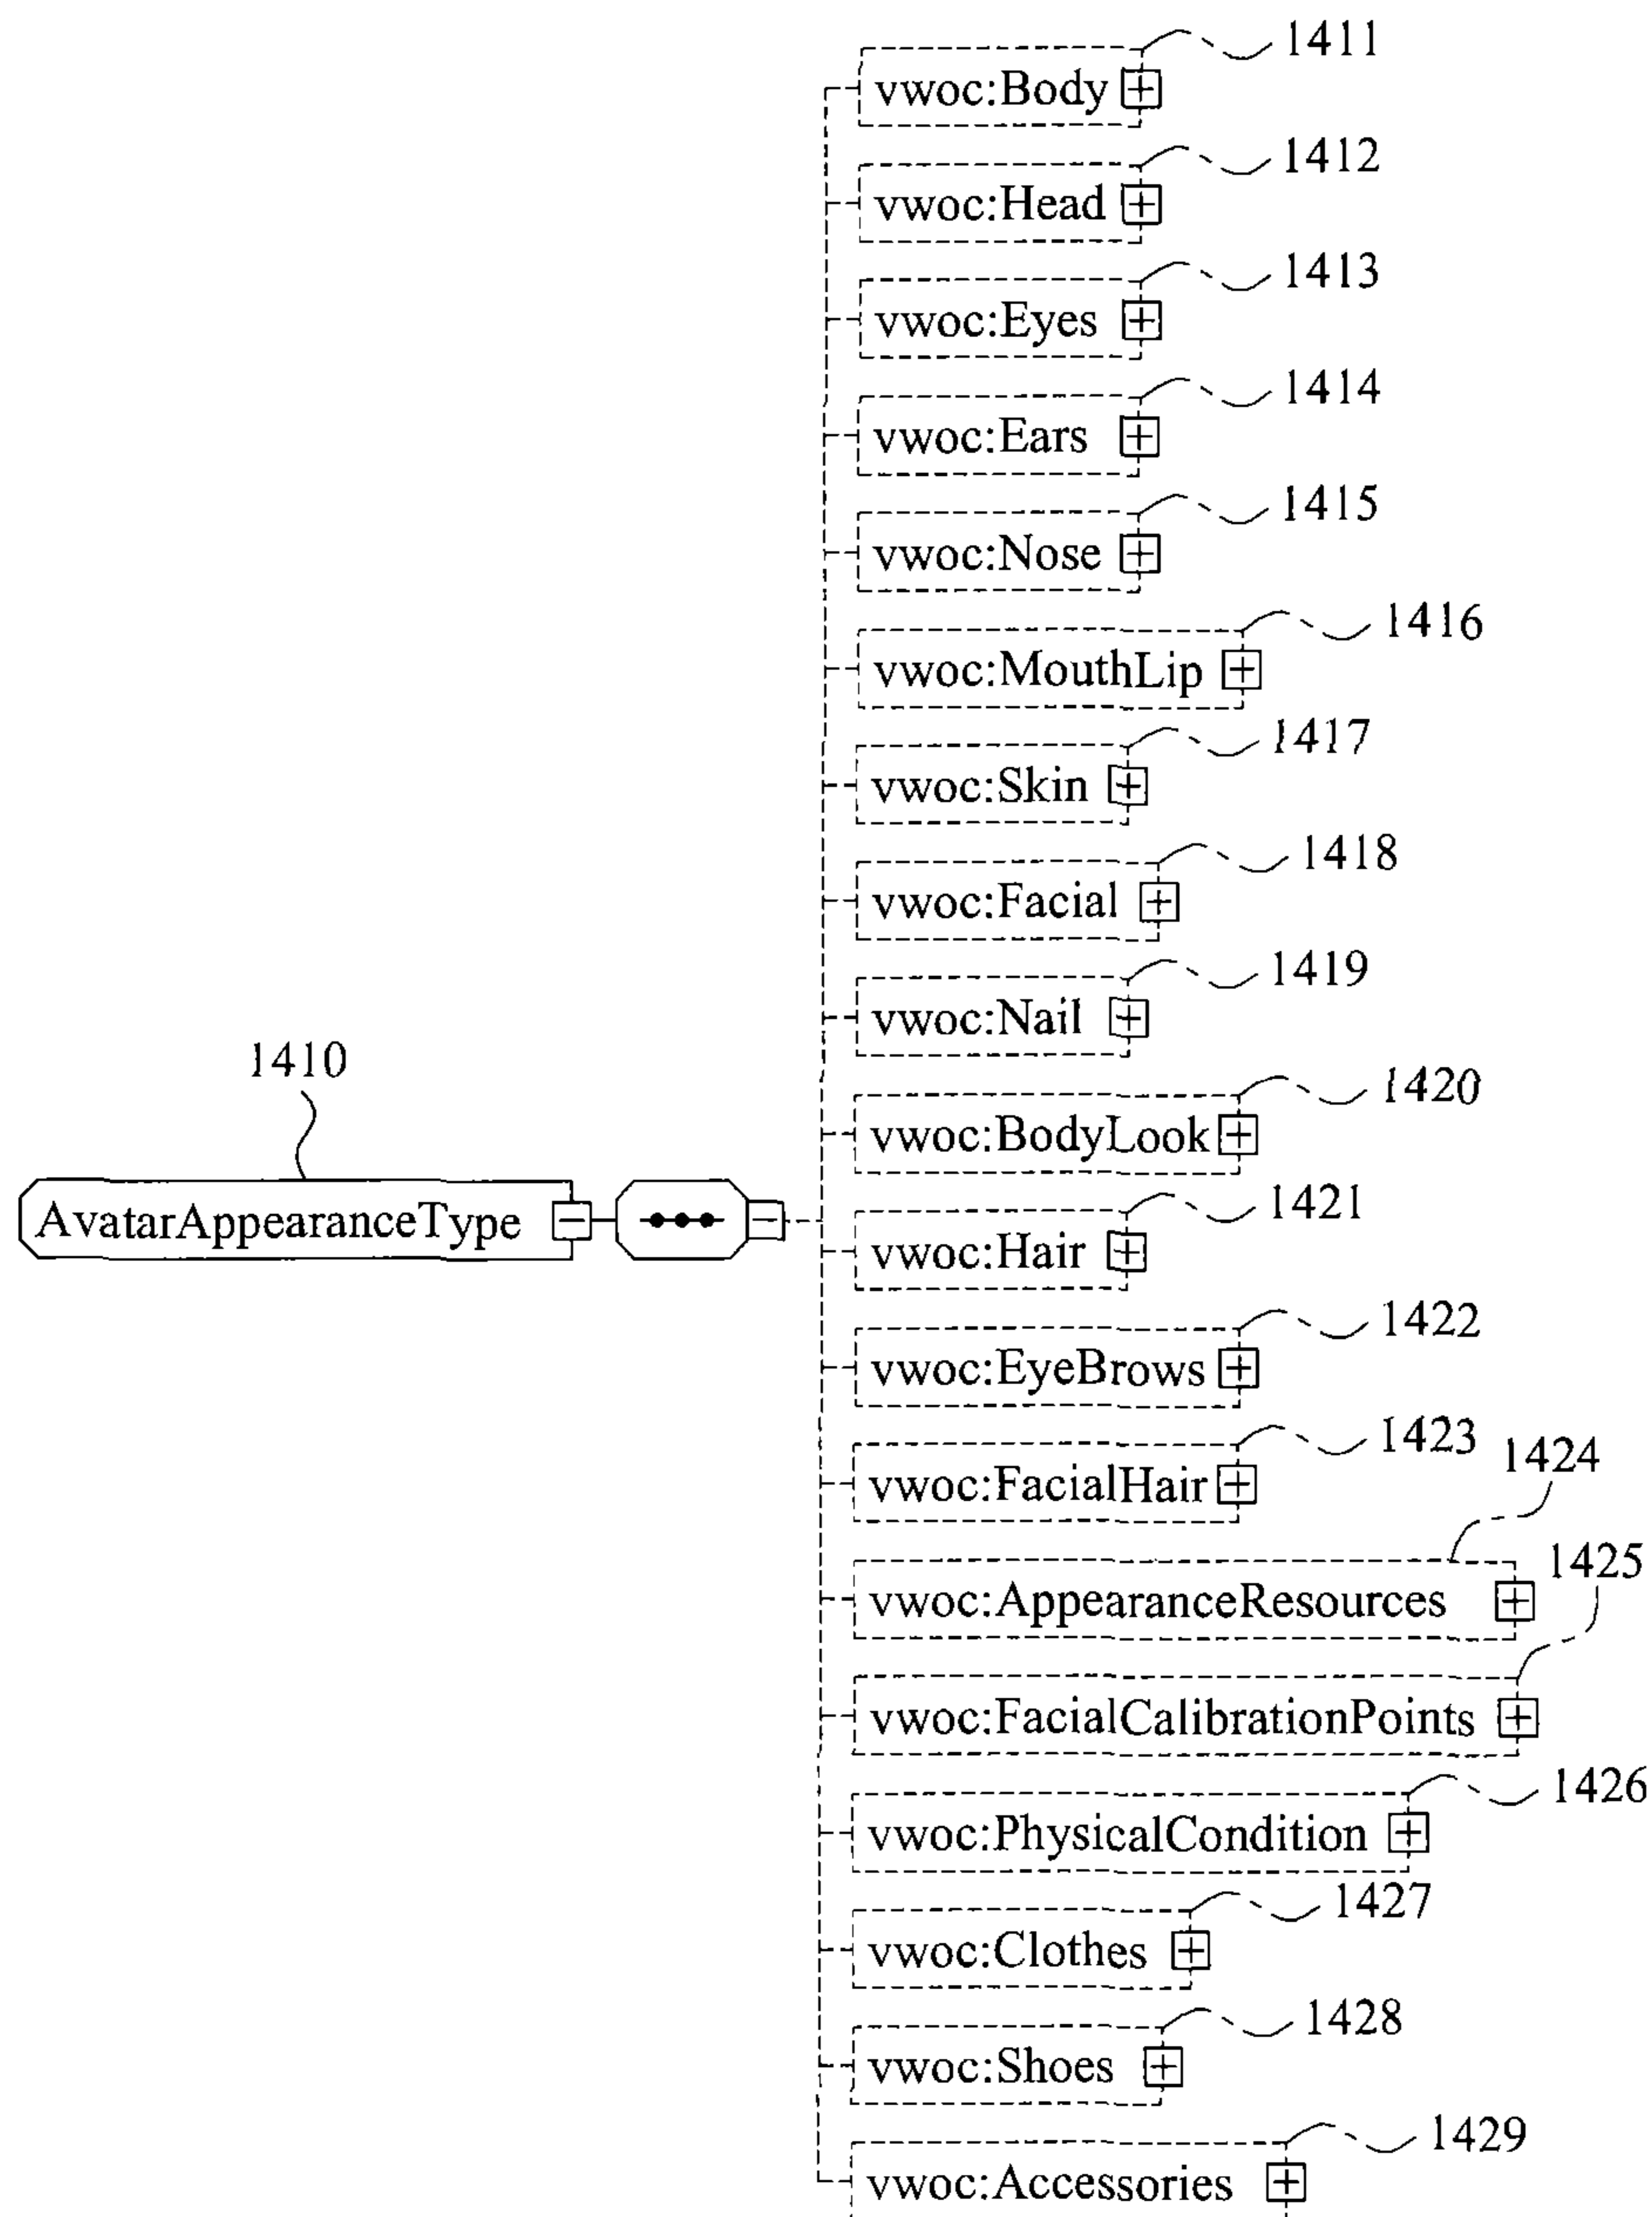 1411
vwoc:Body
1412
vwoc:Head
1413
vwoc:Eyes
1414
vwoc:Ears
1415
vwoc:Nose
1416
vwoc:MouthLip
1417
vwoc:Skin
1418
vwoc:Facial
1419
vwoc:Nail
1410
AvatarAppearanceType
1420
vwoc:BodyLook
1421
vwoc:Hair
1422
vwoc:EyeBrows
1423
vwoc:FacialHair
1424
vwoc:AppearanceResources
1425
vwoc:FacialCalibrationPoints
1426
vwoc:PhysicalCondition
1427
vwoc:Clothes
1428
vwoc:Shoes
1429
vwoc:Accessories